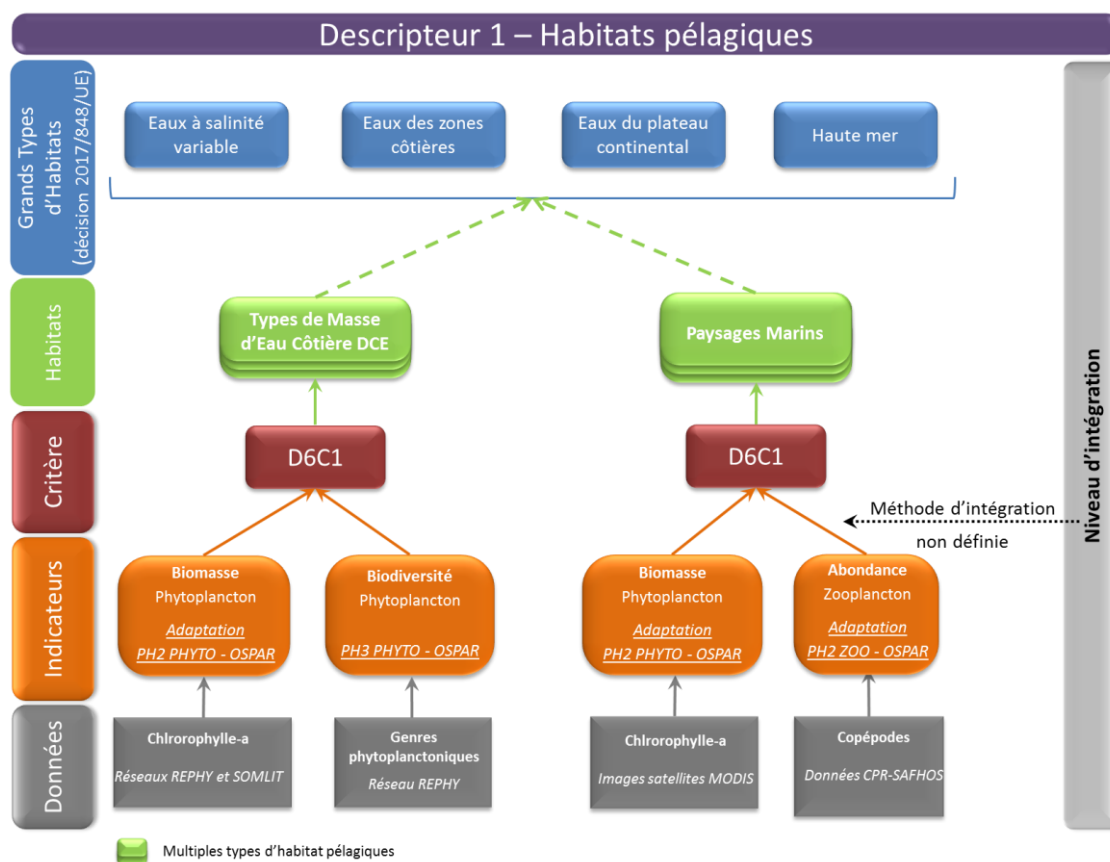 Descripteur 1 – Habitats pélagiques
Grands Types
d'Habitats
(décision 2017/848/UE)
Eaux à salinité
variable
Eaux des zones
côtières
Eaux du plateau
continental
Haute mer
Habitats
Types de Masse
d'Eau Côtière DCE
Paysages Marins
Critère
D6C1
D6C1
Méthode d'intégration
non définie
Niveau d'intégration
Indicateurs
Biomasse
Phytoplancton
Adaptation
PH2 PHYTO - OSPAR
Biodiversité
Phytoplancton
PH3 PHYTO - OSPAR
Biomasse
Phytoplancton
Adaptation
PH2 PHYTO - OSPAR
Abondance
Zooplancton
Adaptation
PH2 ZOO - OSPAR
Données
Chlrorophylle-a
Réseaux REPHY et SOMLIT
Genres
phytoplanctoniques
Réseau REPHY
Chlrorophylle-a
Images satellites MODIS
Copépodes
Données CPR-SAFHOS
Multiples types d'habitat pélagiques